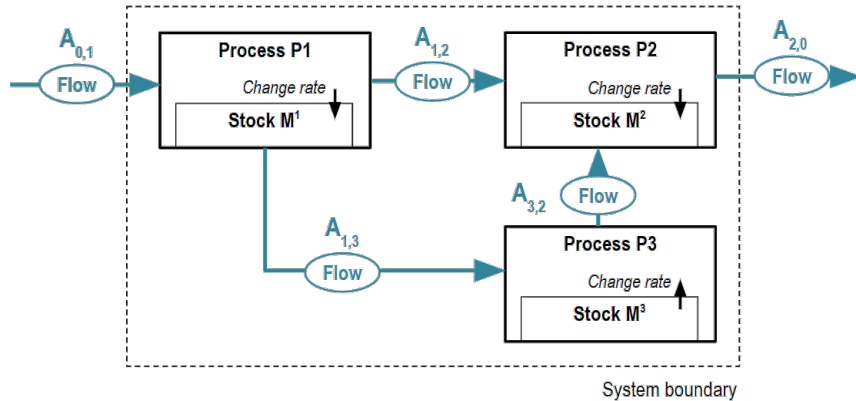 A0,1
Flow
Process P1
Change rate
Stock M1
A1,2
Flow
Process P2
Change rate
Stock M2
A2,0
Flow
A1,3
Flow
A3,2
Flow
Process P3
Change rate
Stock M3
System boundary